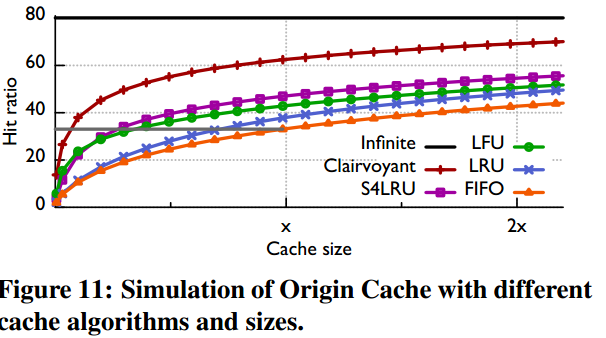 80
60
40
20
0
Hit ratio
Infinite
LFU
Clairvoyant
LRU
S4LRU
FIFO
x
2x
Cache size
Figure 11: Simulation of Origin Cache with different
cache algorithms and sizes.